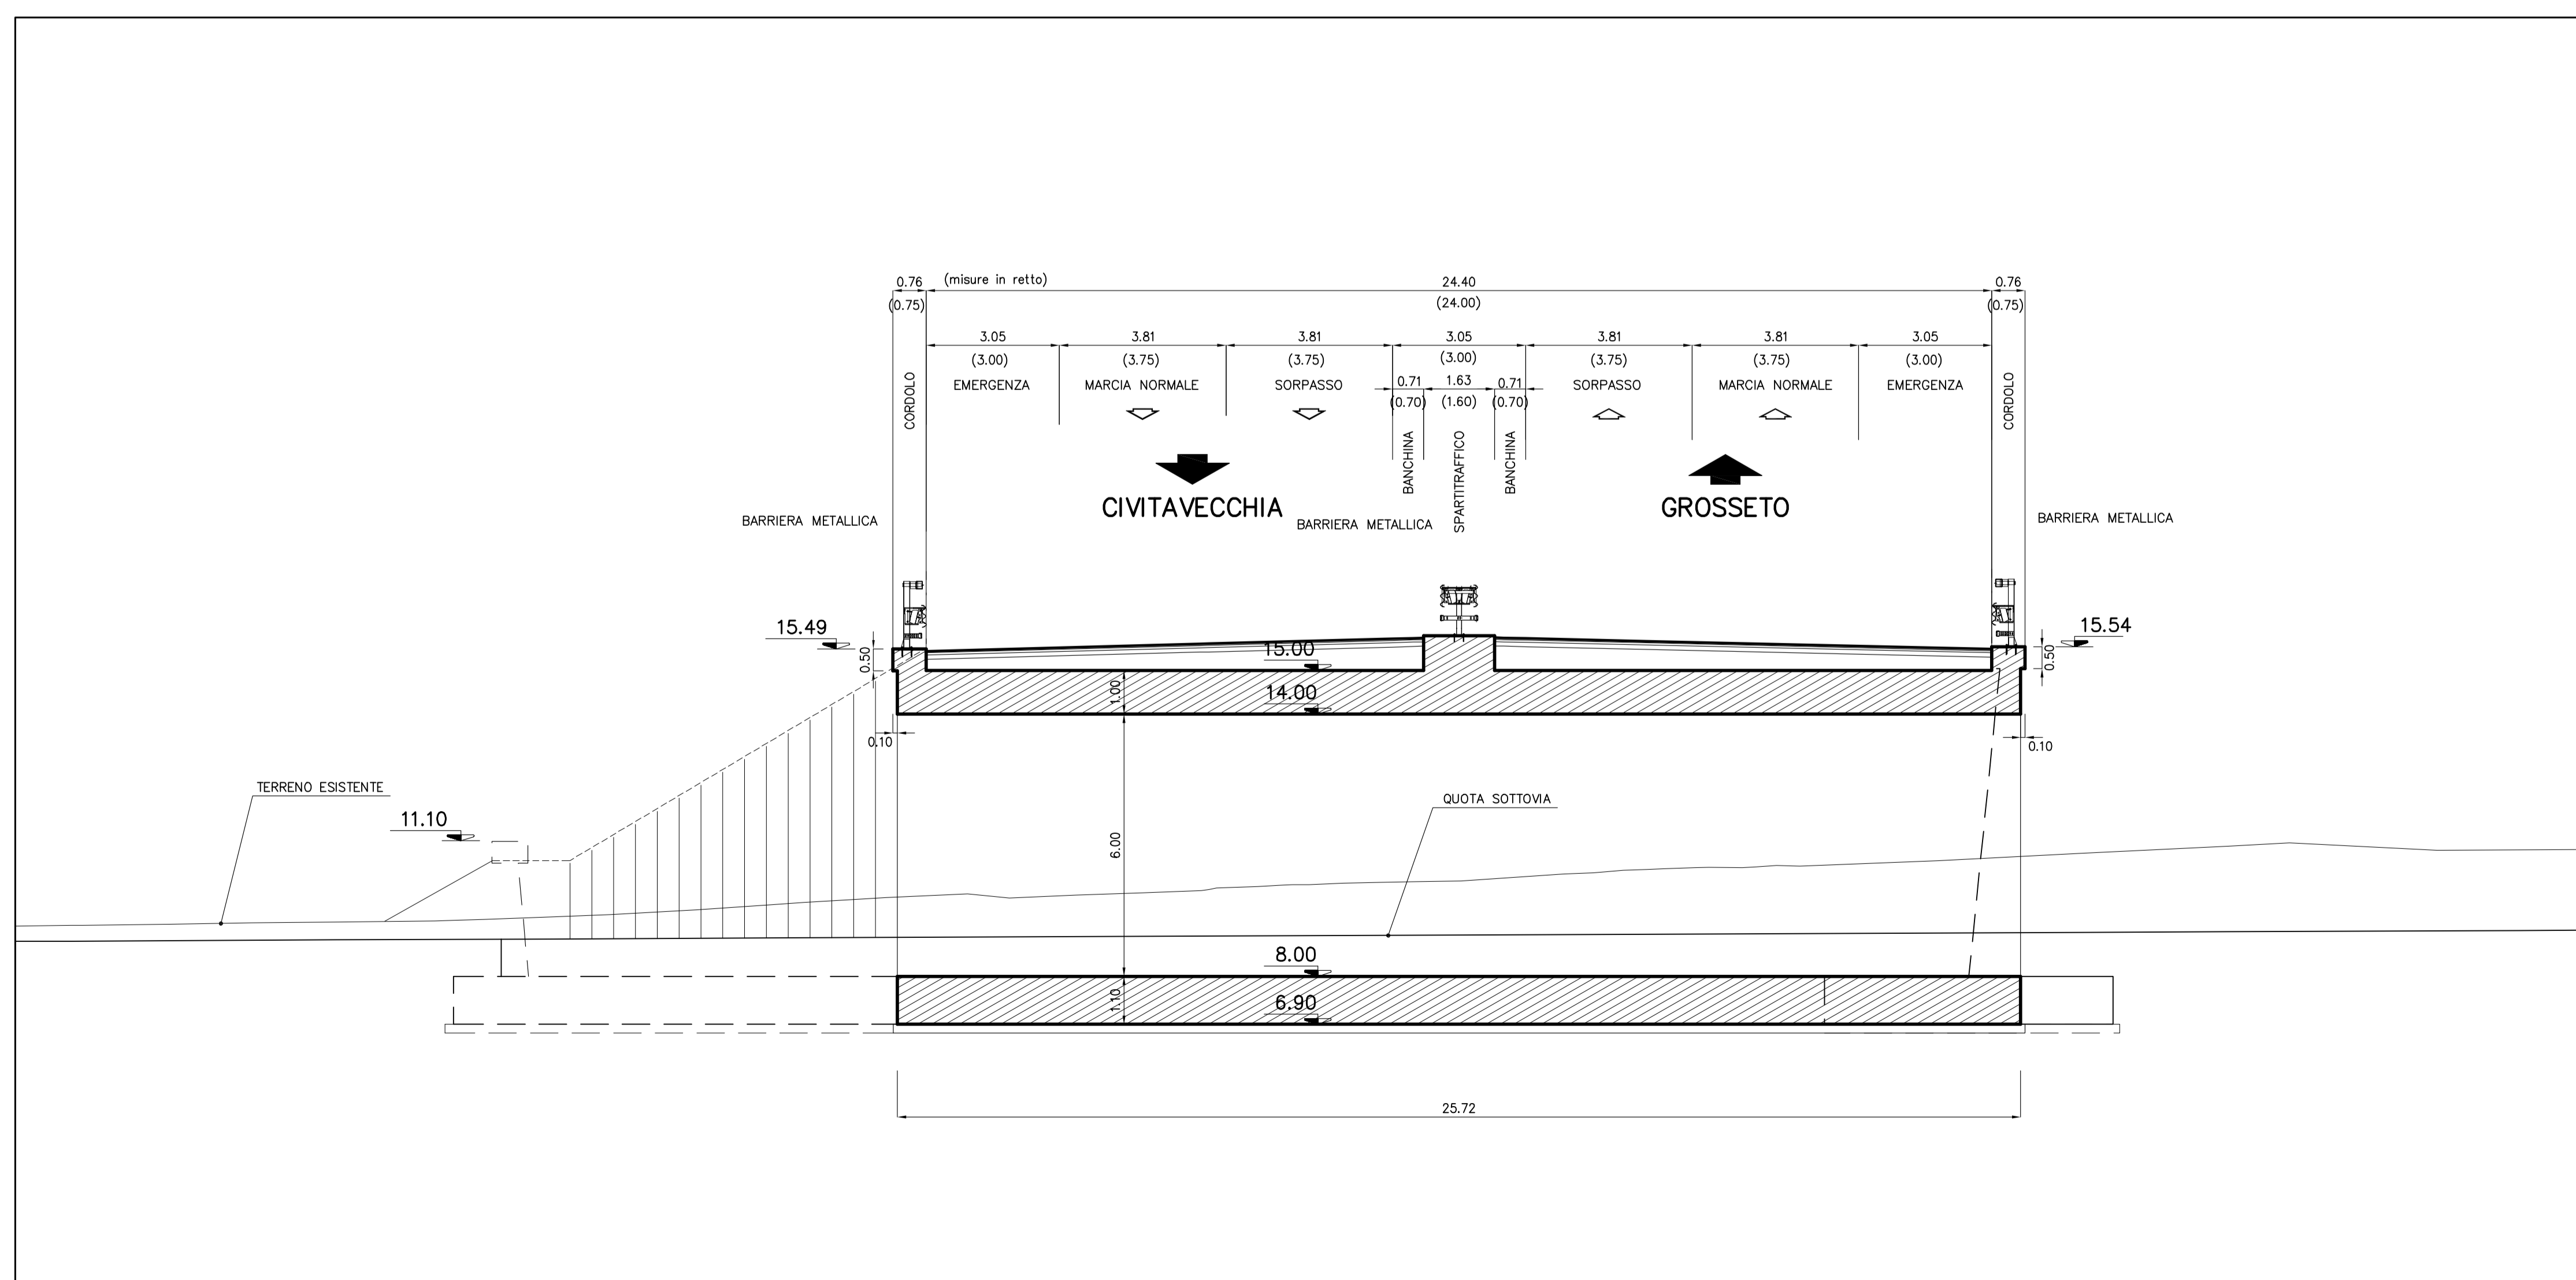 0.76 (misure in retto) 24.40 0.76
(0.75) (24.00) (0.75)
3.05 3.81 3.81 3.05 3.81 3.81 3.05
(3.00) (3.75) (3.75) (3.00) (3.75) (3.75) (3.00)
EMERGENZA MARCIA NORMALE SORPASSO 0.71 1.63 0.71 SORPASSO MARCIA NORMALE EMERGENZA
(0.70) (1.60) (0.70)
CORDOLO
BANCHINA
SPARTITRAFFICO
BANCHINA
CORDOLO
CIVITAVECCHIA GROSSETO
BARRIERA METALLICA BARRIERA METALLICA BARRIERA METALLICA
15.49 15.54
0.50 15.00 0.50
1.00 14.00
0.10 0.10
TERRENO ESISTENTE
QUOTA SOTTOVIA
11.10
6.00
8.00
1.10
6.90
25.72